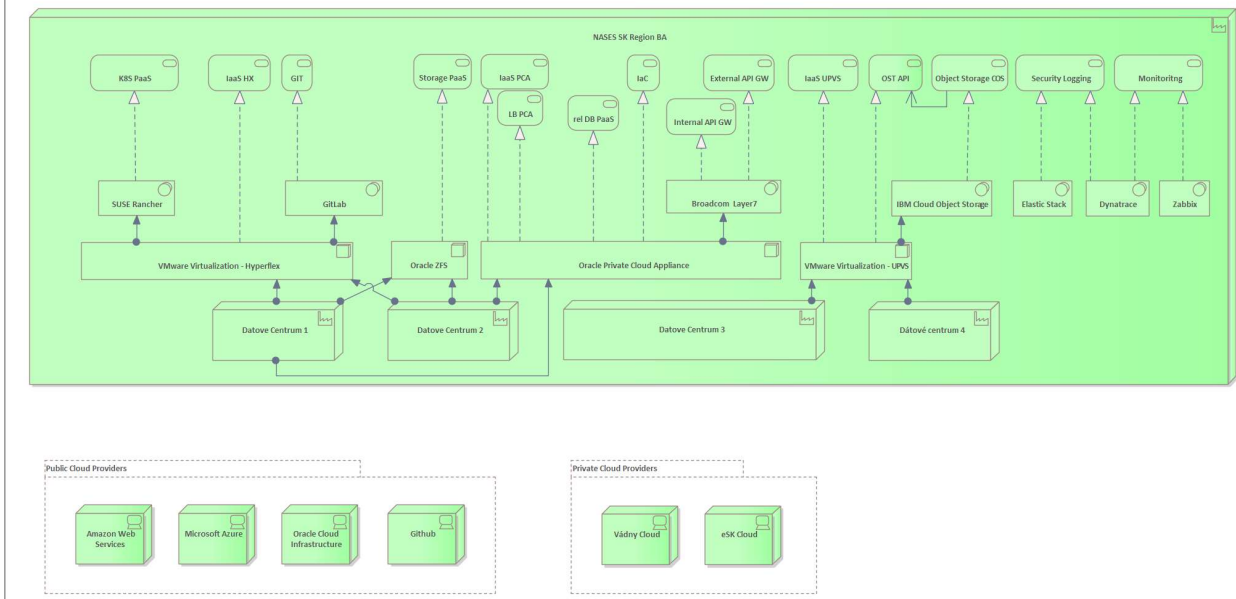 NASES SK Region BA
K8S PaaS
IaaS HX
GIT
Storage PaaS
IaaS PCA
IaC
External API GW
IaaS UPVS
OST API
Object Storage COS
Security Logging
Monitoritng
LB PCA
rel DB PaaS
Internal API GW
SUSE Rancher
GitLab
Broadcom Layer7
IBM Cloud Object Storage
Elastic Stack
Dynatrace
Zabbix
VMware Virtualization - Hyperflex
Oracle ZFS
Oracle Private Cloud Appliance
VMware Virtualization - UPVS
Datove Centrum 1
Datove Centrum 2
Datove Centrum 3
Dátové centrum 4
Public Cloud Providers
Amazon Web
Services
Microsoft Azure
Oracle Cloud
Infrastructure
Github
Private Cloud Providers
Vádny Cloud
eSK Cloud